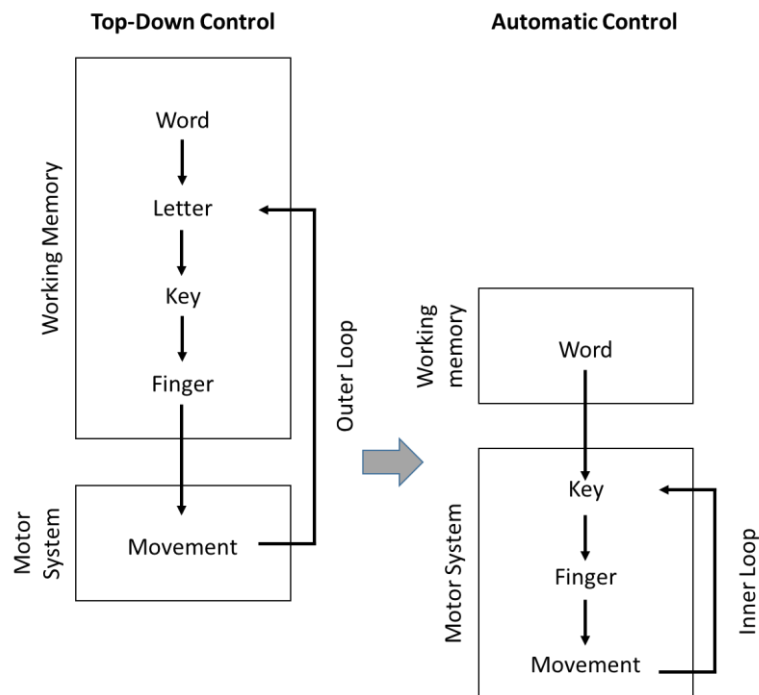 Top-Down Control
Working Memory
Word
Letter
Key
Finger
Motor
System
Movement
Outer Loop
Automatic Control
Working
memory
Word
Motor System
Key
Finger
Movement
Inner Loop